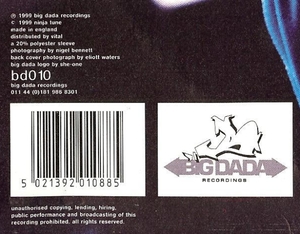 ℗ 1999 big dada recordings
© 1999 ninja tune
made in england
distributed by vital
a 20% polyester sleeve
photography by nigel bennett
back cover photograph by eliott waters
big dada logo by she-one
bd010
big dada recordings
011 44 (0)181 986 8301
5 021392 010885
BIG DADA
RECORDINGS
unauthorised copying, lending, hiring,
public performance and broadcasting of this
recording prohibited. all rights reserved.